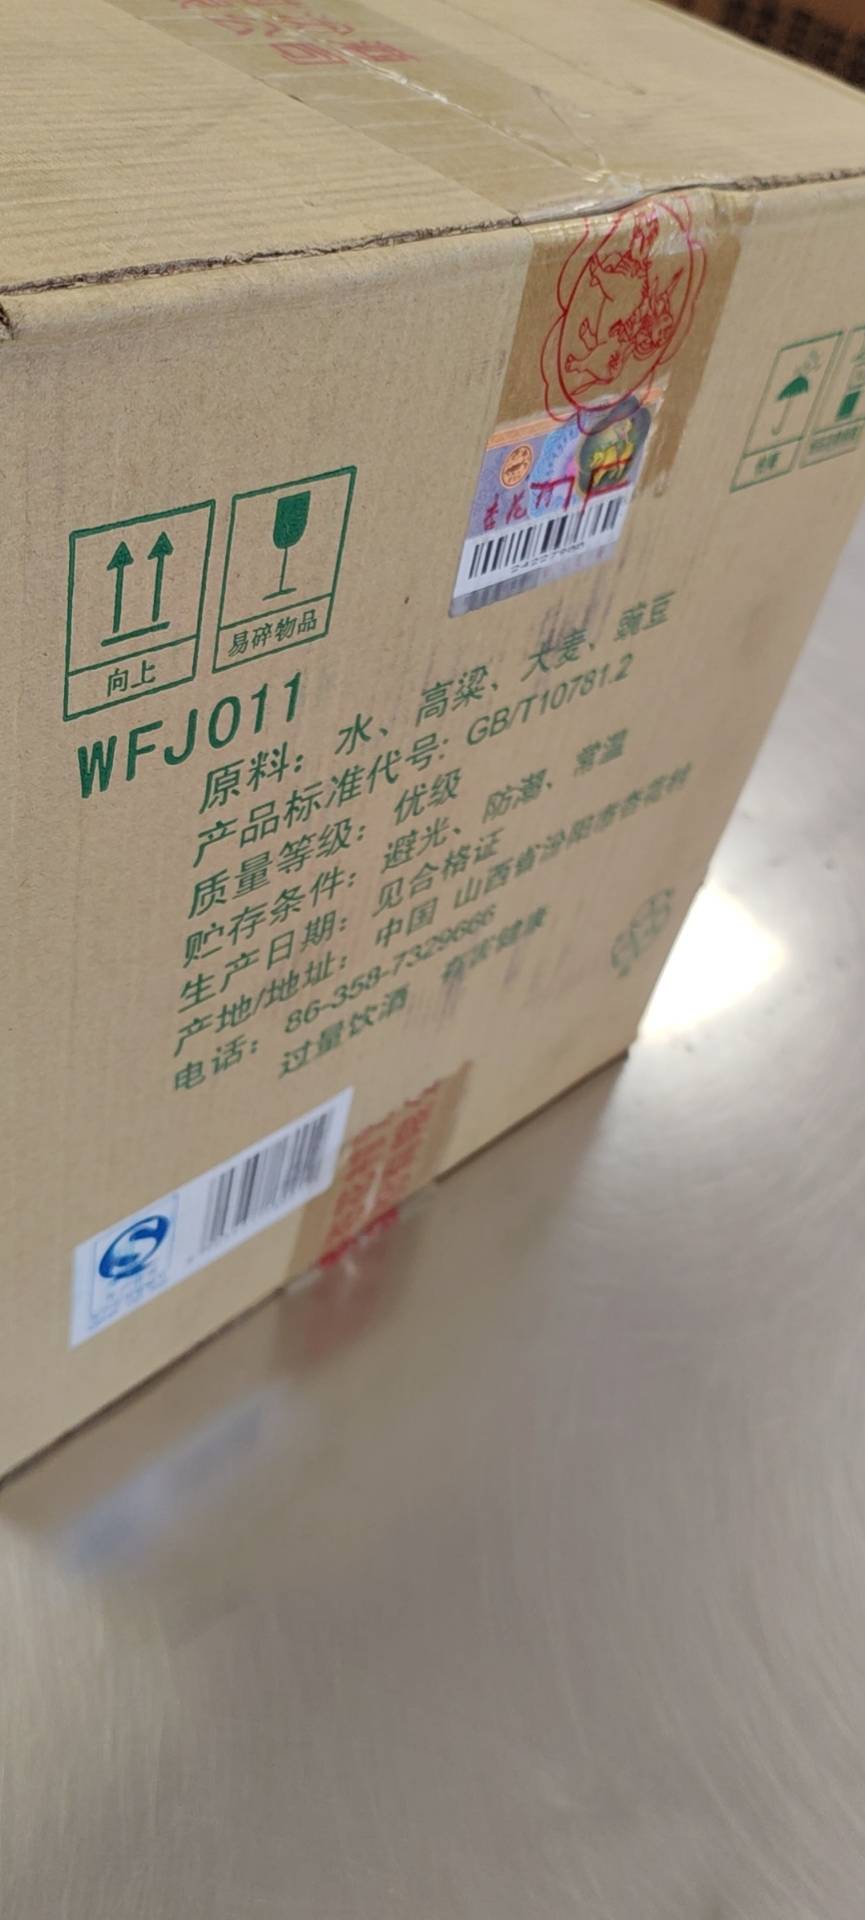 公司
杏花
向上
易碎物品
WFJ011
原料：水、高粱、大麦、豌豆
产品标准代号：GB/T10781.2
质量等级：优级
贮存条件：避光、防潮、常温
生产日期：见合格证
产地/地址：中国 山西省汾阳市杏花村
电话：86-358-7329666
过量饮酒 有害健康